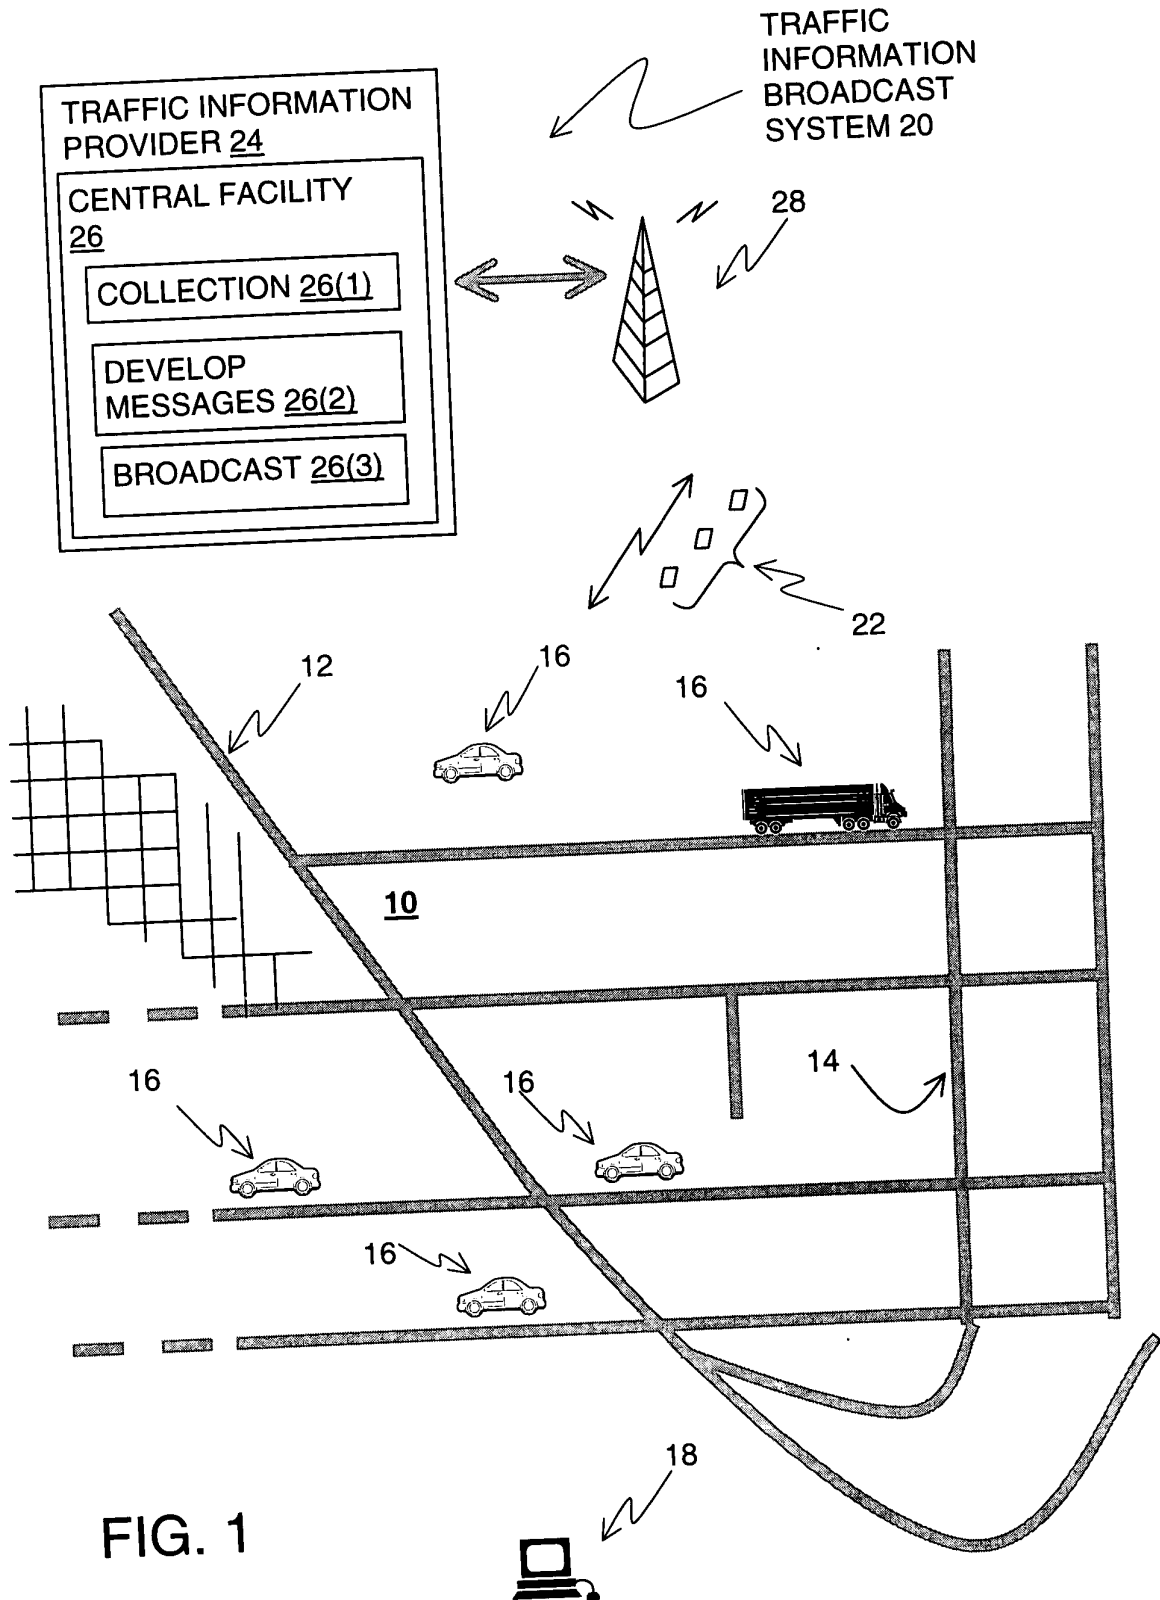 TRAFFIC
INFORMATION
BROADCAST
SYSTEM 20
TRAFFIC INFORMATION
PROVIDER 24
CENTRAL FACILITY
26
COLLECTION 26(1)
DEVELOP
MESSAGES 26(2)
BROADCAST 26(3)
28
22
12
16
16
10
14
16
16
16
18
FIG. 1